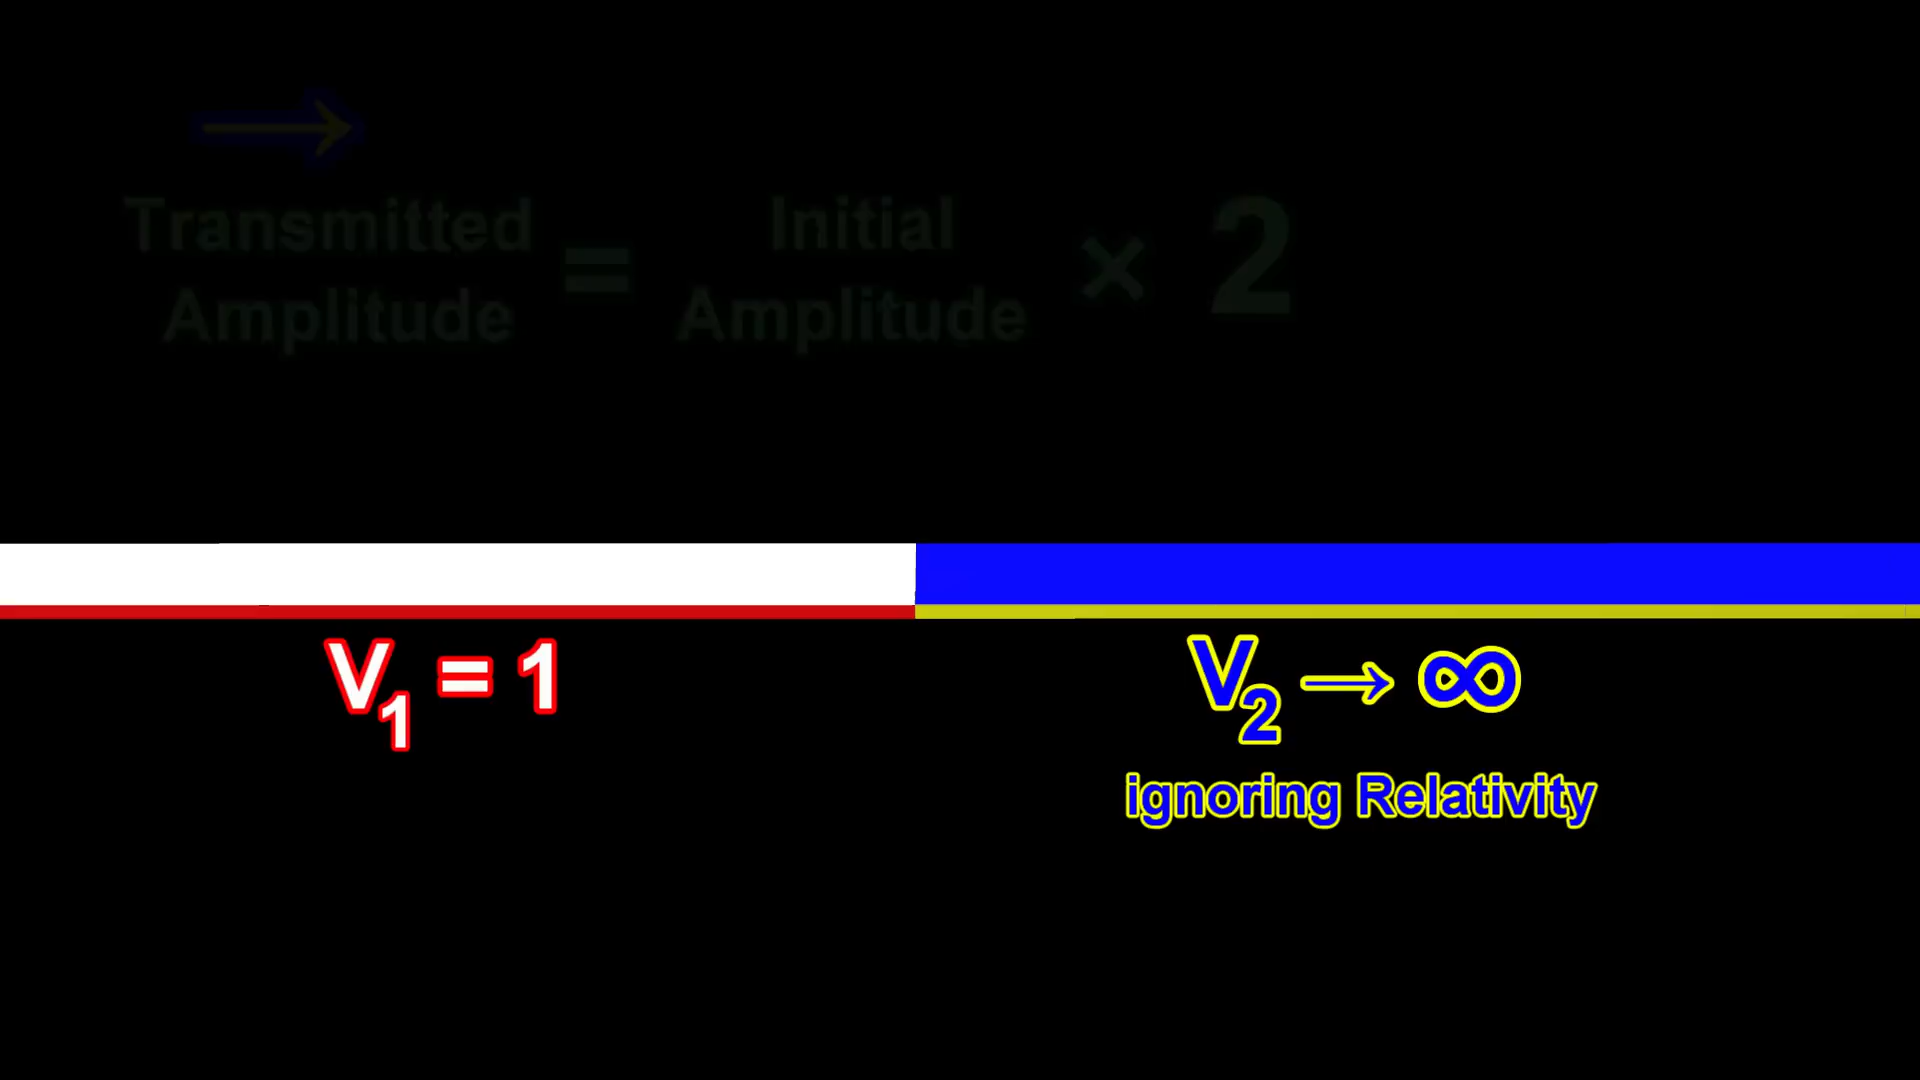 →
Transmitted Amplitude = Initial Amplitude × 2
V₁ = 1
V₂ → ∞
ignoring Relativity